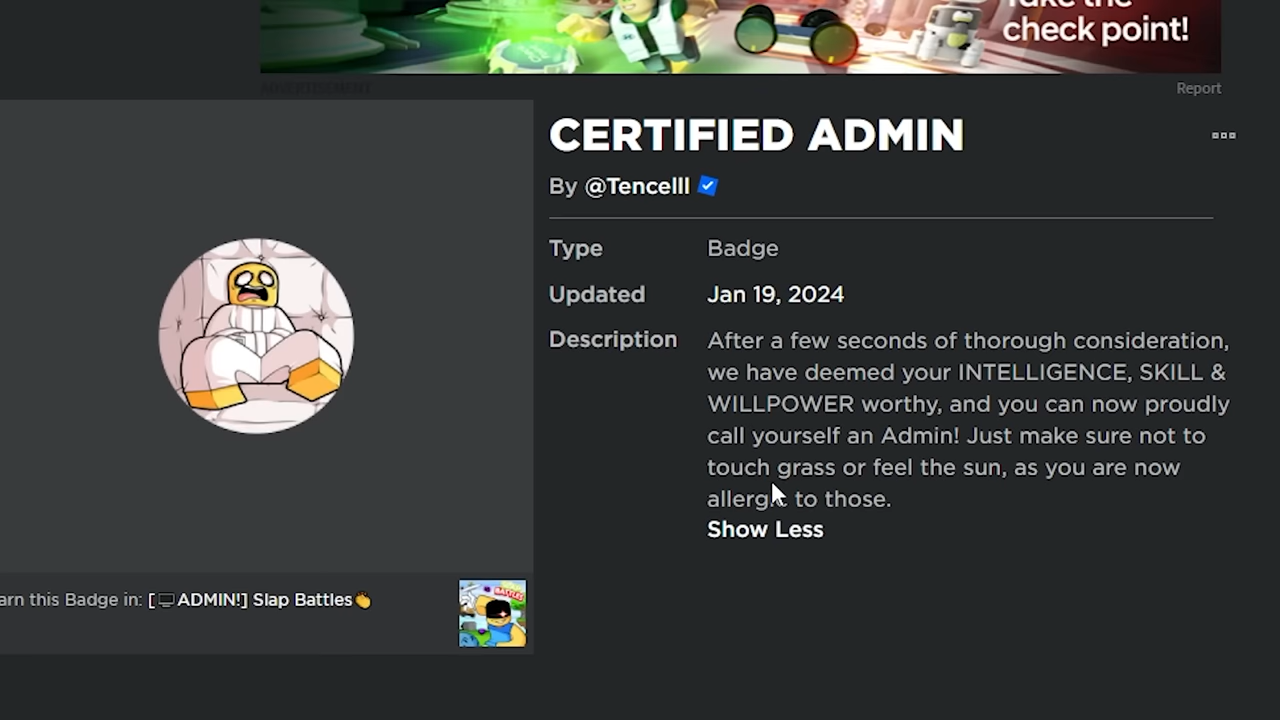 Take the
check point!
ADVERTISEMENT
Report
CERTIFIED ADMIN
By @Tencelll
Type Badge
Updated Jan 19, 2024
Description After a few seconds of thorough consideration,
we have deemed your INTELLIGENCE, SKILL &
WILLPOWER worthy, and you can now proudly
call yourself an Admin! Just make sure not to
touch grass or feel the sun, as you are now
allergic to those.
Show Less
arn this Badge in: [🖥️ADMIN!] Slap Battles👏
BATTLES